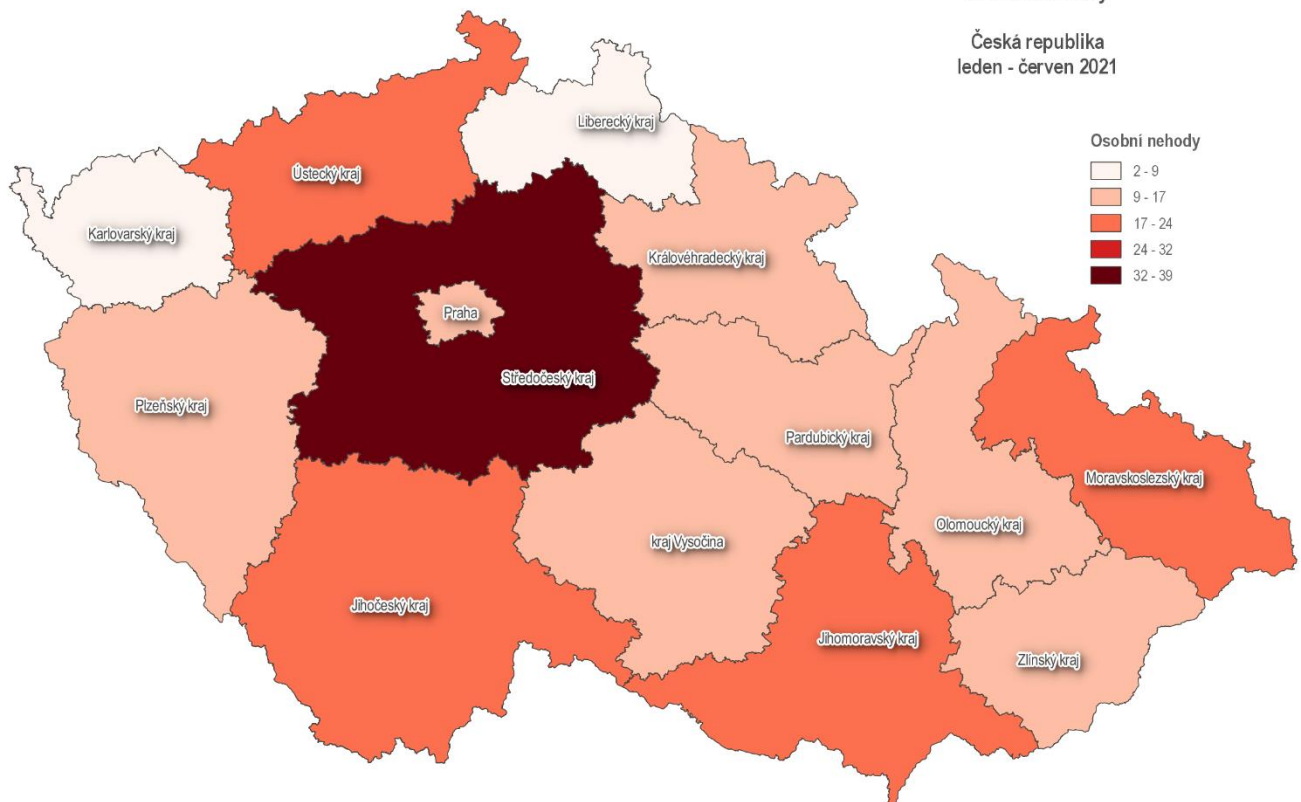 Česká republika
leden - červen 2021
Osobní nehody
2 - 9
9 - 17
17 - 24
24 - 32
32 - 39
Liberecký kraj
Ústecký kraj
Karlovarský kraj
Královéhradecký kraj
Praha
Středočeský kraj
Plzeňský kraj
Pardubický kraj
Moravskoslezský kraj
Olomoucký kraj
kraj Vysočina
Jihočeský kraj
Jihomoravský kraj
Zlínský kraj